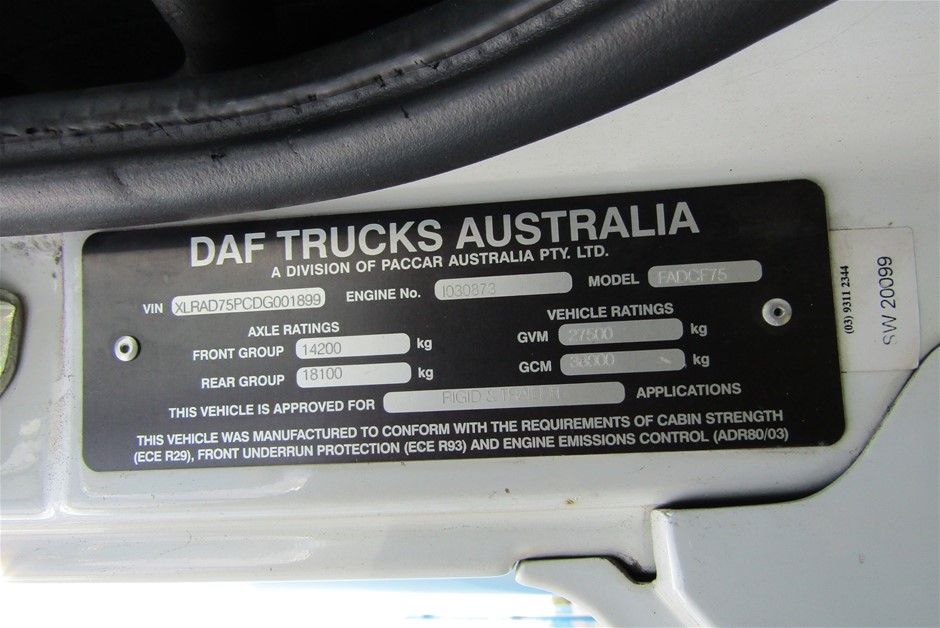 DAF TRUCKS AUSTRALIA
A DIVISION OF PACCAR AUSTRALIA PTY. LTD.
VIN XLRAD75PCDG001899 ENGINE No. I030873 MODEL FADCF75
AXLE RATINGS VEHICLE RATINGS
FRONT GROUP 14200 kg GVM 27500 kg
REAR GROUP 18100 kg GCM kg
THIS VEHICLE IS APPROVED FOR RIGID & TRAILER APPLICATIONS
THIS VEHICLE WAS MANUFACTURED TO CONFORM WITH THE REQUIREMENTS OF CABIN STRENGTH
(ECE R29), FRONT UNDERRUN PROTECTION (ECE R93) AND ENGINE EMISSIONS CONTROL (ADR80/03)
(03) 9311 2344
SW 20099